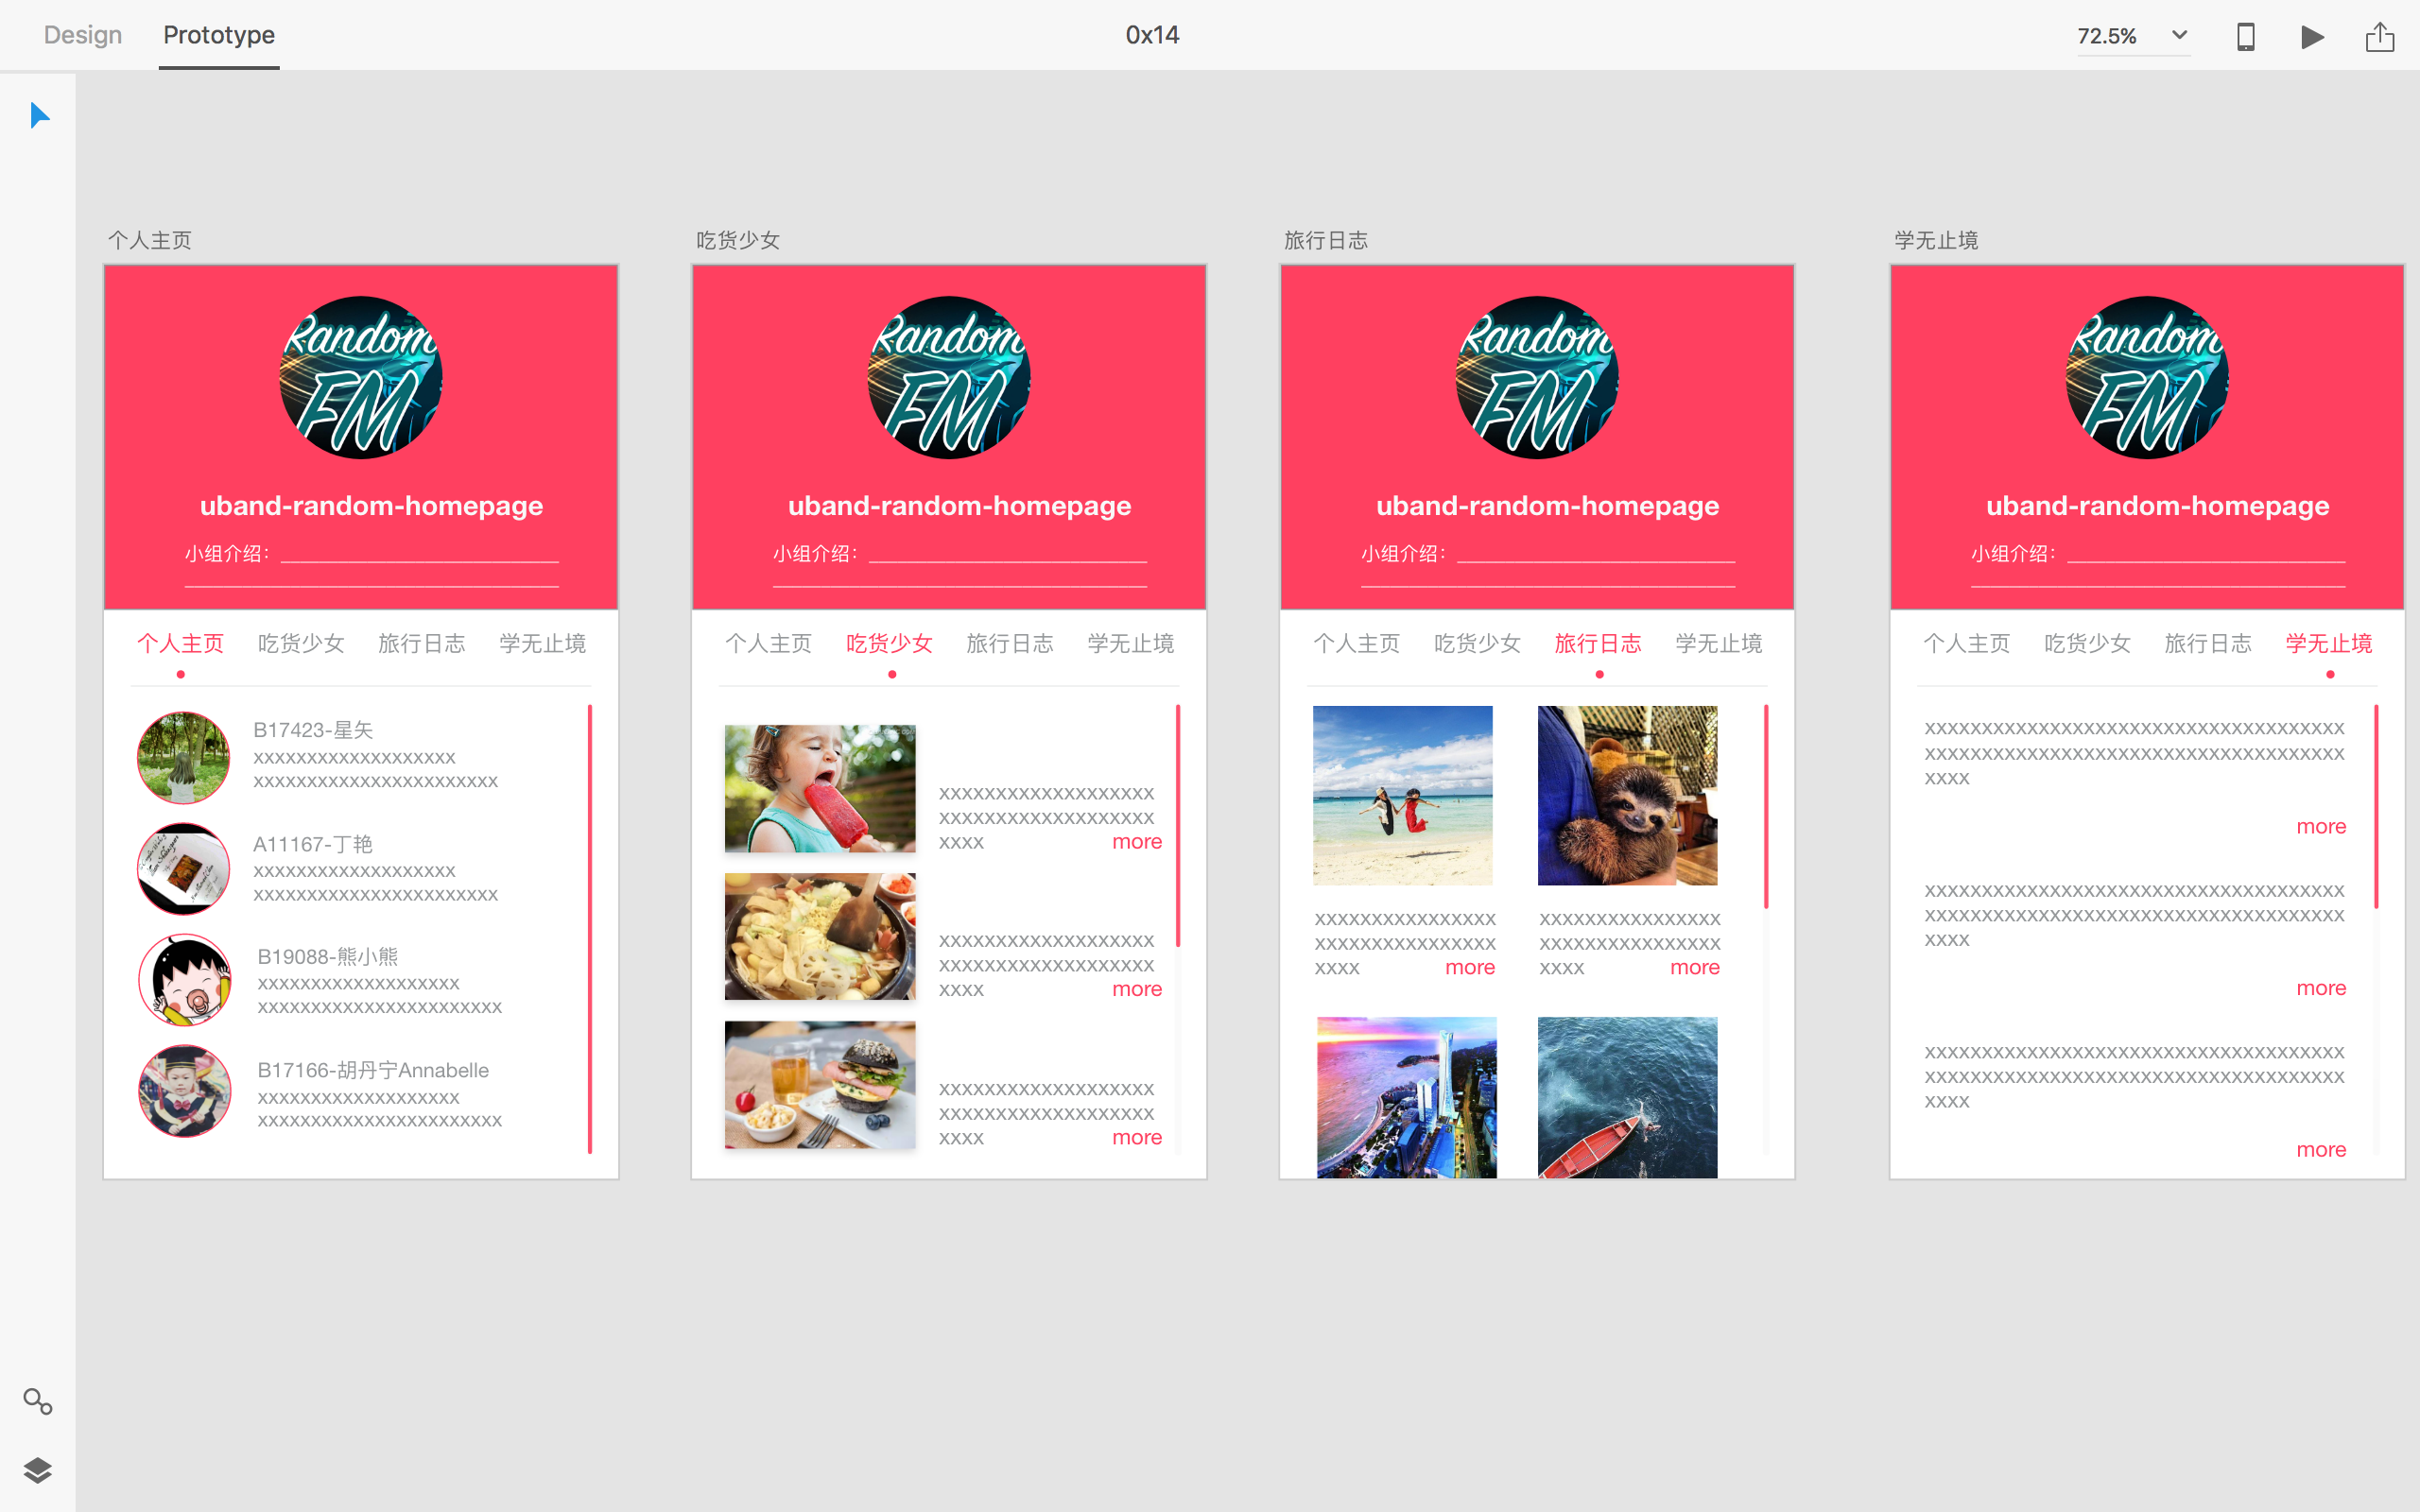 Design
Prototype
0x14
72.5%
个人主页
Random
FM
uband-random-homepage
小组介绍：
个人主页 吃货少女 旅行日志 学无止境
B17423-星矢
xxxxxxxxxxxxxxxxxx
xxxxxxxxxxxxxxxxxxxxxx
A11167-丁艳
xxxxxxxxxxxxxxxxxx
xxxxxxxxxxxxxxxxxxxxxx
B19088-熊小熊
xxxxxxxxxxxxxxxxxx
xxxxxxxxxxxxxxxxxxxxxx
B17166-胡丹宁Annabelle
xxxxxxxxxxxxxxxxxx
xxxxxxxxxxxxxxxxxxxxxx
吃货少女
Random
FM
uband-random-homepage
小组介绍：
个人主页 吃货少女 旅行日志 学无止境
xxxxxxxxxxxxxxxxxxx
xxxxxxxxxxxxxxxxxxx
xxxx more
xxxxxxxxxxxxxxxxxxx
xxxxxxxxxxxxxxxxxxx
xxxx more
xxxxxxxxxxxxxxxxxxx
xxxxxxxxxxxxxxxxxxx
xxxx more
旅行日志
Random
FM
uband-random-homepage
小组介绍：
个人主页 吃货少女 旅行日志 学无止境
xxxxxxxxxxxxxxxx
xxxxxxxxxxxxxxxx
xxxx more
xxxxxxxxxxxxxxxx
xxxxxxxxxxxxxxxx
xxxx more
学无止境
Random
FM
uband-random-homepage
小组介绍：
个人主页 吃货少女 旅行日志 学无止境
xxxxxxxxxxxxxxxxxxxxxxxxxxxxxxxxxxxxx
xxxxxxxxxxxxxxxxxxxxxxxxxxxxxxxxxxxxx
xxxx
more
xxxxxxxxxxxxxxxxxxxxxxxxxxxxxxxxxxxxx
xxxxxxxxxxxxxxxxxxxxxxxxxxxxxxxxxxxxx
xxxx
more
xxxxxxxxxxxxxxxxxxxxxxxxxxxxxxxxxxxxx
xxxxxxxxxxxxxxxxxxxxxxxxxxxxxxxxxxxxx
xxxx
more